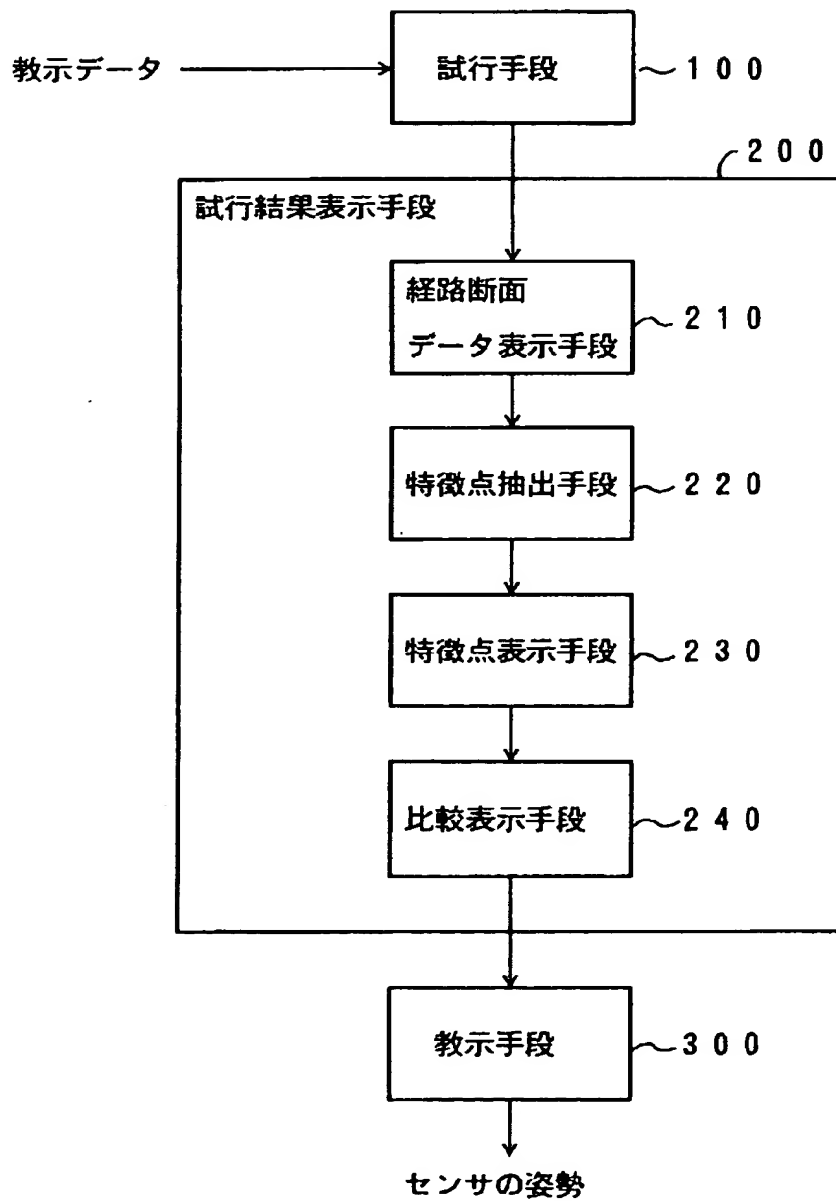 教示データ
試行手段
~100
200
試行結果表示手段
経路断面
データ表示手段
~210
特徴点抽出手段
~220
特徴点表示手段
~230
比較表示手段
~240
教示手段
~300
センサの姿勢